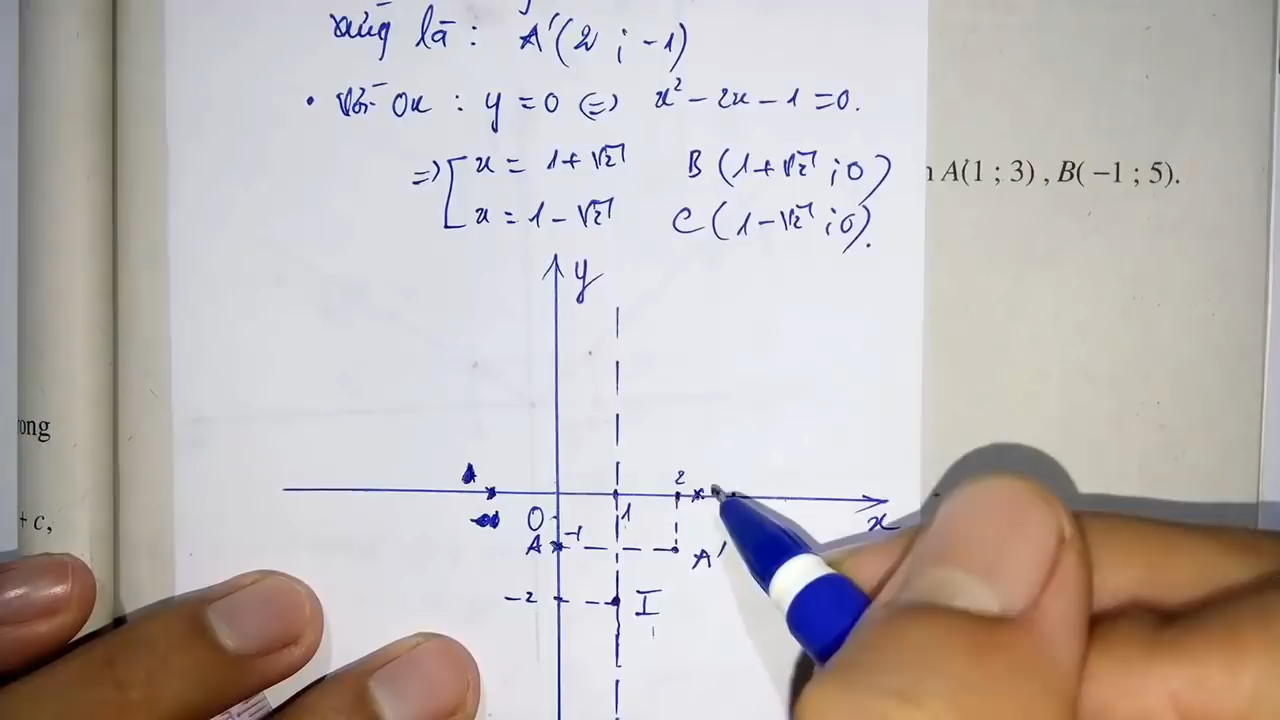 xứng là: A'(2 ; -1)
• Với Ox : y = 0 (=) x² - 2x - 1 = 0.
=> [ x = 1 + √2 B (1 + √2 ; 0)
x = 1 - √2 C (1 - √2 ; 0).
A(1 ; 3) , B( -1 ; 5).
y
ong
2
+ c,
O
1
x
A
-1
A'
-2
I